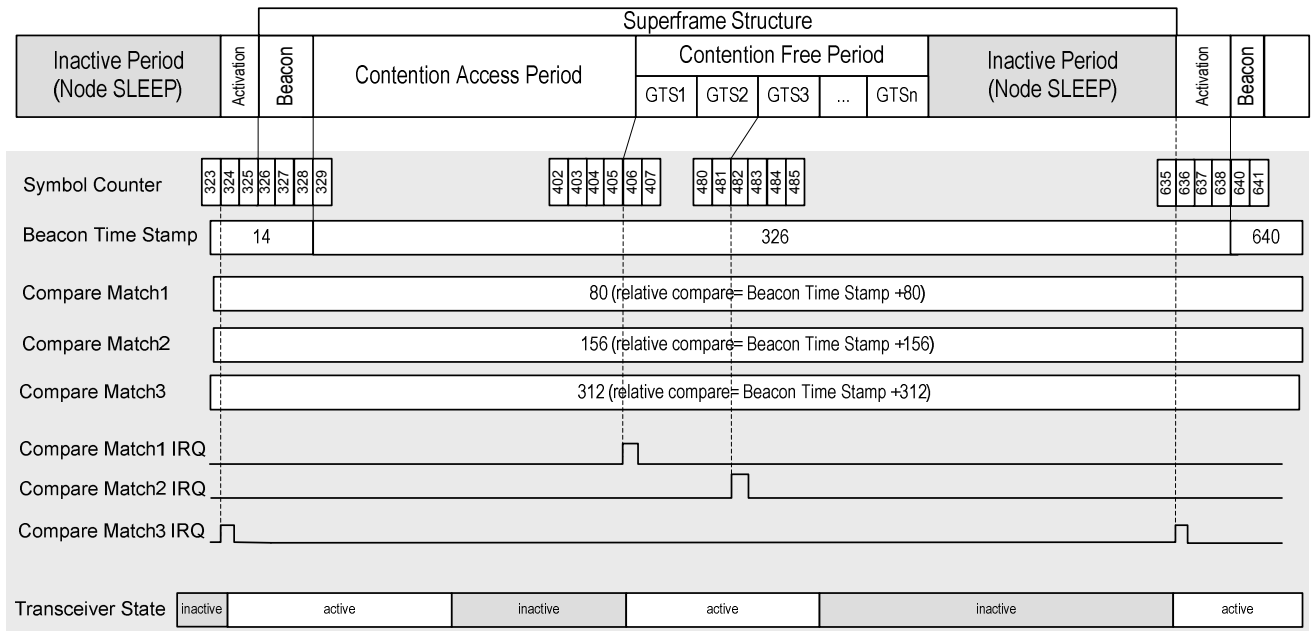 Superframe Structure
Inactive Period
(Node SLEEP)
Activation
Beacon
Contention Access Period
Contention Free Period
GTS1 GTS2 GTS3 ... GTSn
Inactive Period
(Node SLEEP)
Activation
Beacon
Symbol Counter 323 324 325 326 327 328 329 402 403 404 405 406 407 480 481 482 483 484 485 635 636 637 638 640 641
Beacon Time Stamp 14 326 640
Compare Match1 80 (relative compare= Beacon Time Stamp +80)
Compare Match2 156 (relative compare= Beacon Time Stamp +156)
Compare Match3 312 (relative compare= Beacon Time Stamp +312)
Compare Match1 IRQ
Compare Match2 IRQ
Compare Match3 IRQ
Transceiver State inactive active inactive active inactive active